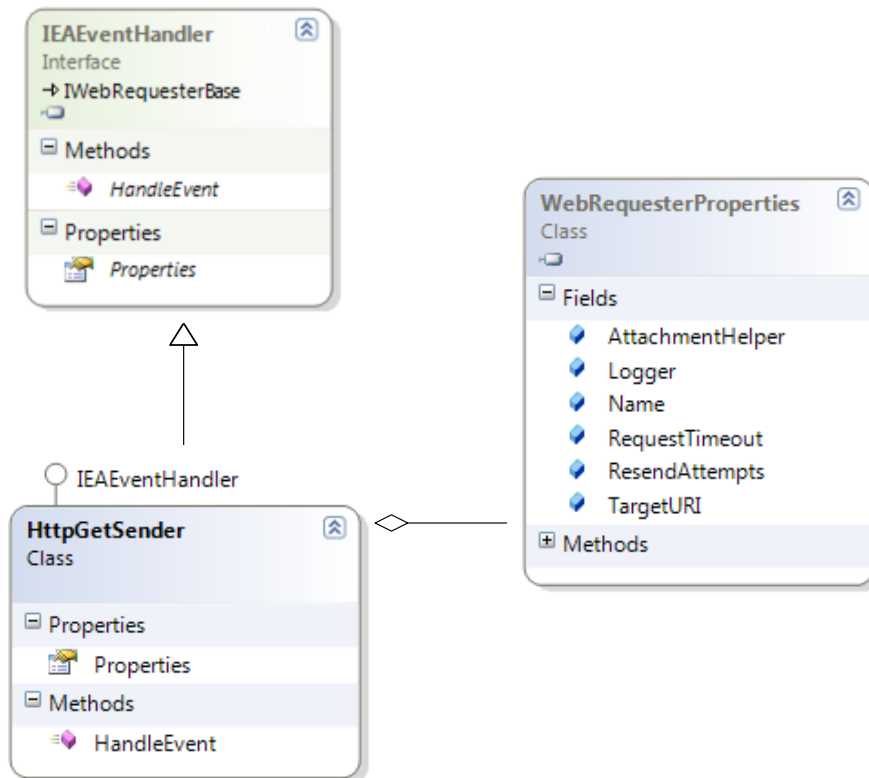 IEAEventHandler
Interface
IWebRequesterBase
Methods
HandleEvent
Properties
Properties
WebRequesterProperties
Class
Fields
AttachmentHelper
Logger
Name
RequestTimeout
ResendAttempts
TargetURI
Methods
IEAEventHandler
HttpGetSender
Class
Properties
Properties
Methods
HandleEvent